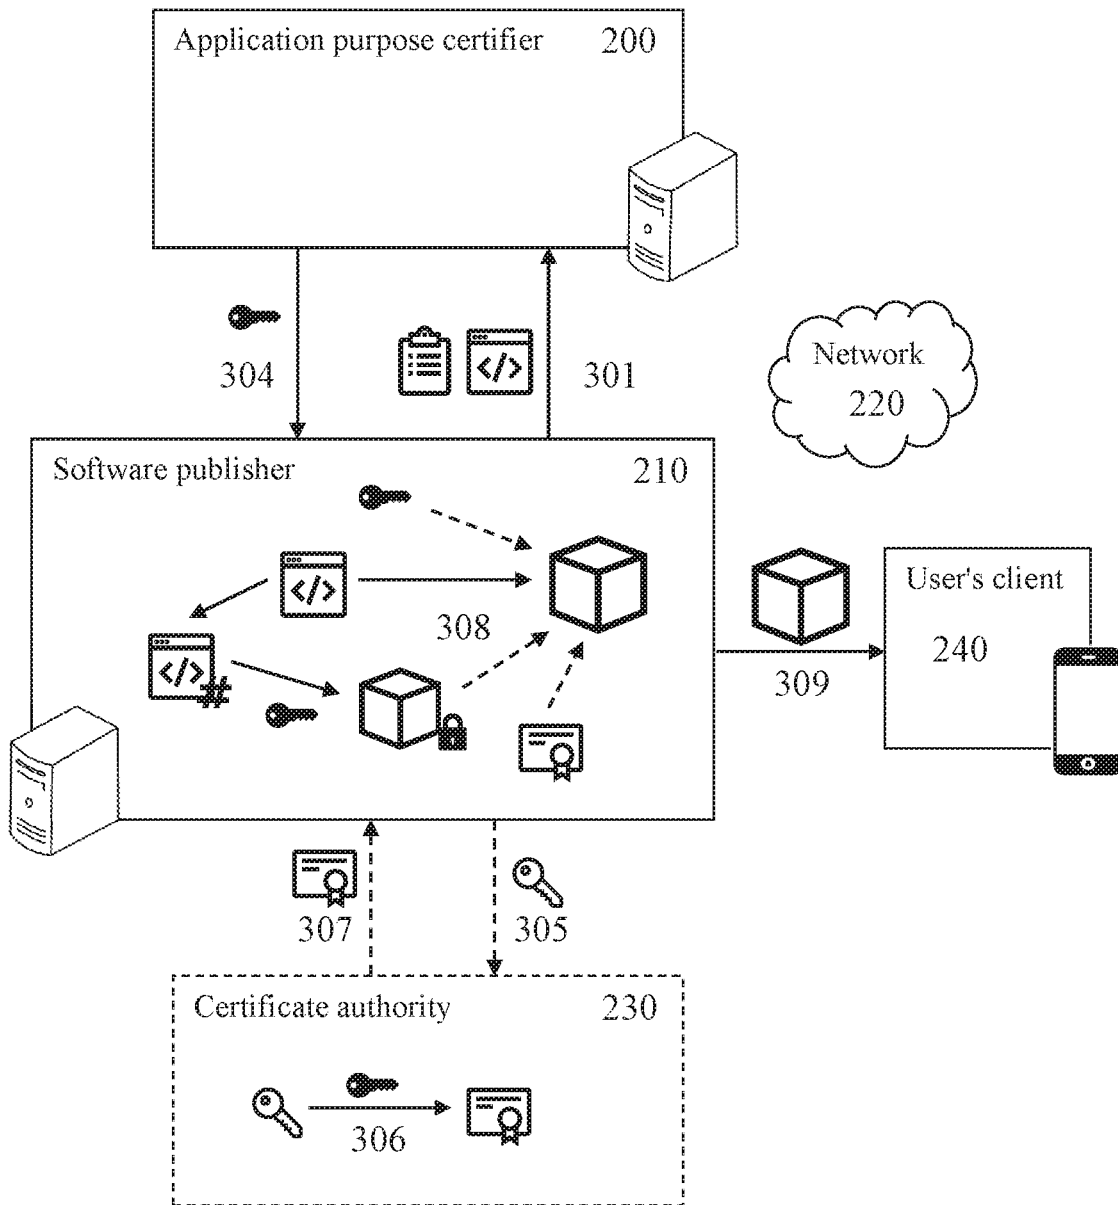 Application purpose certifier 200
304
</> 301
Network
220
Software publisher 210
</>
308
</>
#
User's client
240
309
307
305
Certificate authority 230
306